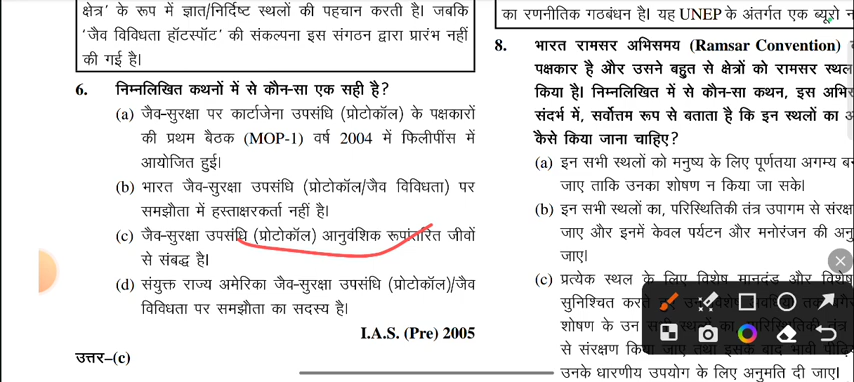 क्षेत्र' के रूप में ज्ञात/निर्दिष्ट स्थलों की पहचान करती है। जबकि
'जैव विविधता हॉटस्पॉट' की संकल्पना इस संगठन द्वारा प्रारंभ नहीं
की गई है।
6. निम्नलिखित कथनों में से कौन-सा एक सही है?
(a) जैव-सुरक्षा पर कार्टाजेना उपसंधि (प्रोटोकॉल) के पक्षकारों
की प्रथम बैठक (MOP-1) वर्ष 2004 में फिलीपींस में
आयोजित हुई।
(b) भारत जैव-सुरक्षा उपसंधि (प्रोटोकॉल/जैव विविधता) पर
समझौता में हस्ताक्षरकर्ता नहीं है।
(c) जैव-सुरक्षा उपसंधि (प्रोटोकॉल) आनुवंशिक रूपांतरित जीवों
से संबद्ध है।
(d) संयुक्त राज्य अमेरिका जैव-सुरक्षा उपसंधि (प्रोटोकॉल)/जैव
विविधता पर समझौता का सदस्य है।
I.A.S. (Pre) 2005
उत्तर–(c)
का रणनीतिक गठबंधन है। यह UNEP के अंतर्गत एक ब्यूरो
8. भारत रामसर अभिसमय (Ramsar Convention)
पक्षकार है और उसने बहुत से क्षेत्रों को रामसर स्थल
किया है। निम्नलिखित में से कौन-सा कथन, इस
संदर्भ में, सर्वोत्तम रूप से बताता है कि इन स्थलों का
कैसे किया जाना चाहिए?
(a) इन सभी स्थलों को मनुष्य के लिए पूर्णतया अगम्य
जाए ताकि उनका शोषण न किया जा सके।
(b) इन सभी स्थलों का, परिस्थितिकी तंत्र उपागम से
जाए और इनमें केवल पर्यटन और मनोरंजन की
जाए।
(c) प्रत्येक स्थल के लिए विशेष मानदंड और विशेष
सुनिश्चित करते
शोषण के उन
से संरक्षण किया जाए तथा इसके बाद भावी
उनके धारणीय उपयोग के लिए अनुमति दी जाए।